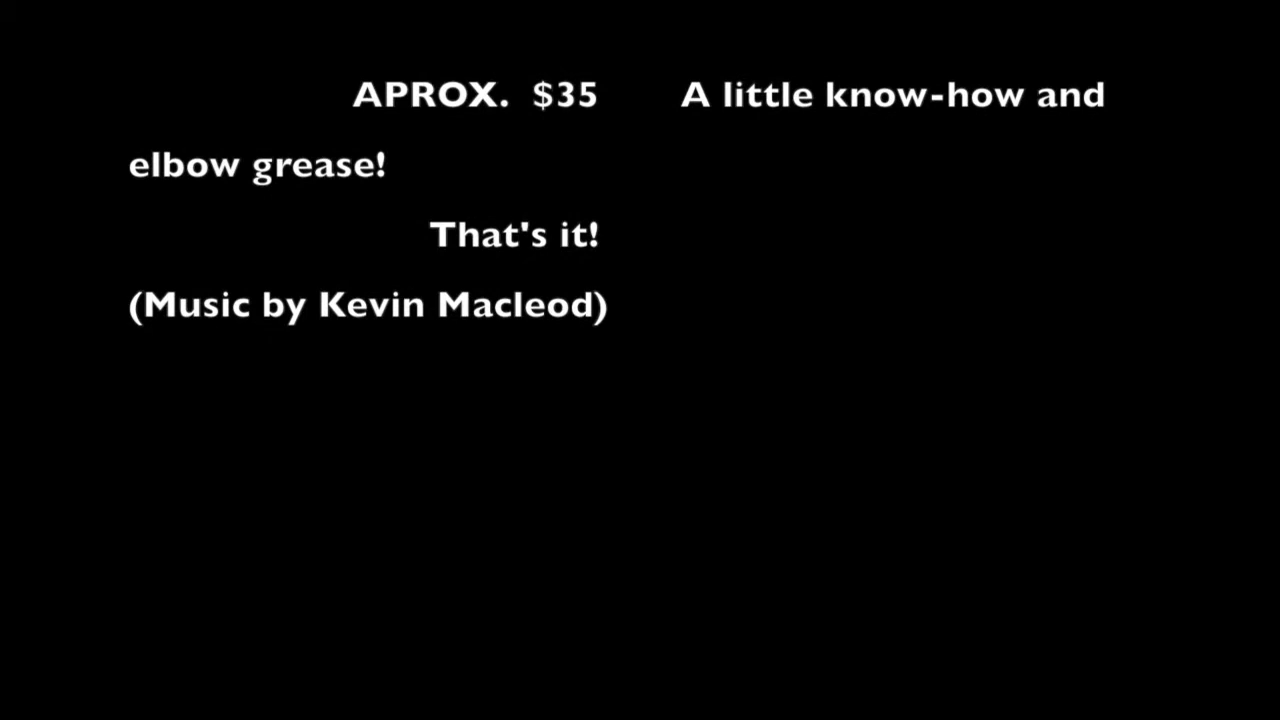 APROX. $35 A little know-how and
elbow grease!
That's it!
(Music by Kevin Macleod)